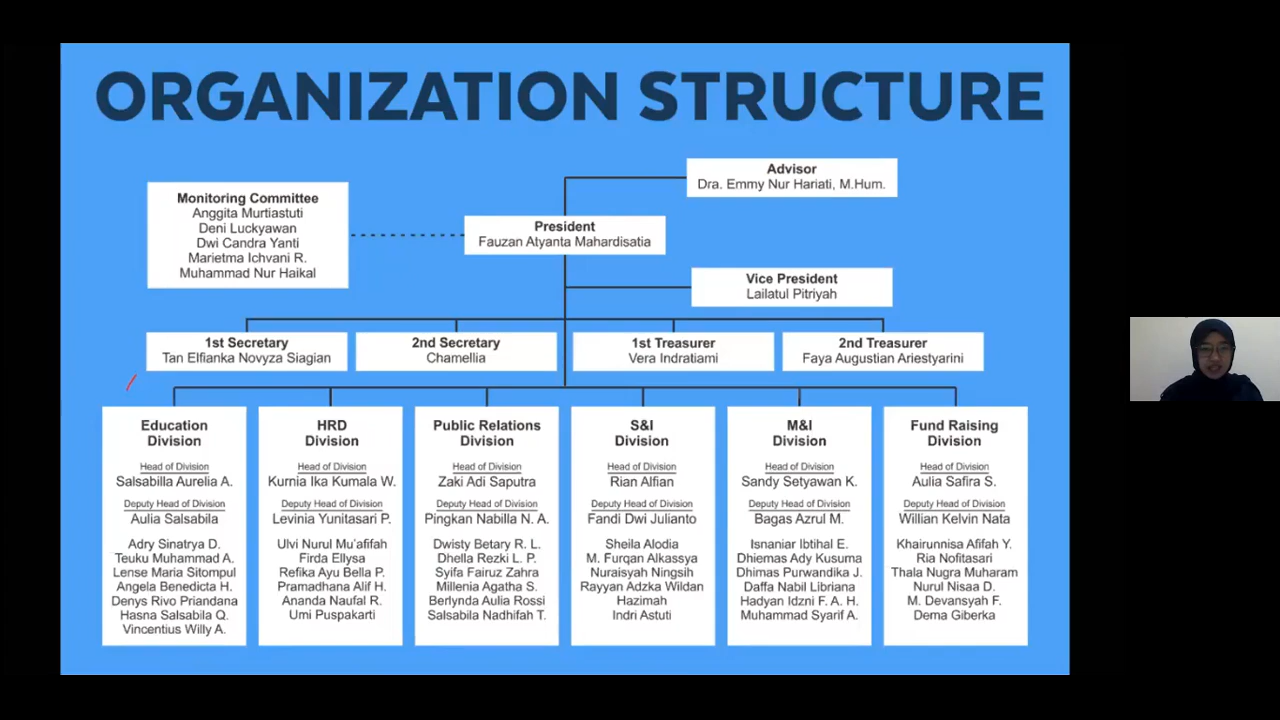 ORGANIZATION STRUCTURE
Advisor
Dra. Emmy Nur Hariati, M.Hum.
Monitoring Committee
Anggita Murtiastuti
Deni Luckyawan
Dwi Candra Yanti
Marietma Ichvani R.
Muhammad Nur Haikal
President
Fauzan Atyanta Mahardisatia
Vice President
Lailatul Pitriyah
1st Secretary
Tan Elfianka Novyza Siagian
2nd Secretary
Chamellia
1st Treasurer
Vera Indratiami
2nd Treasurer
Faya Augustian Ariestyarini
Education
Division
Head of Division
Salsabilla Aurelia A.
Deputy Head of Division
Aulia Salsabila
Adry Sinatrya D.
Teuku Muhammad A.
Lense Maria Sitompul
Angela Benedicta H.
Denys Rivo Priandana
Hasna Salsabila Q.
Vincentius Willy A.
HRD
Division
Head of Division
Kurnia Ika Kumala W.
Deputy Head of Division
Levinia Yunitasari P.
Ulvi Nurul Mu'afifah
Firda Ellysa
Refika Ayu Bella P.
Pramadhana Alif H.
Ananda Naufal R.
Umi Puspakarti
Public Relations
Division
Head of Division
Zaki Adi Saputra
Deputy Head of Division
Pingkan Nabilla N. A.
Dwisty Betary R. L.
Dhella Rezki L. P.
Syifa Fairuz Zahra
Millenia Agatha S.
Berlynda Aulia Rossi
Salsabila Nadhifah T.
S&I
Division
Head of Division
Rian Alfian
Deputy Head of Division
Fandi Dwi Julianto
Sheila Alodia
M. Furqan Alkassya
Nuraisyah Ningsih
Rayyan Adzka Wildan
Hazimah
Indri Astuti
M&I
Division
Head of Division
Sandy Setyawan K.
Deputy Head of Division
Bagas Azrul M.
Isnaniar Ibtihal E.
Dhiemas Ady Kusuma
Dhimas Purwandika J.
Daffa Nabil Libriana
Hadyan Idzni F. A. H.
Muhammad Syarif A.
Fund Raising
Division
Head of Division
Aulia Safira S.
Deputy Head of Division
Willian Kelvin Nata
Khairunnisa Afifah Y.
Ria Nofitasari
Thala Nugra Muharam
Nurul Nisaa D.
M. Devansyah F.
Dema Giberka